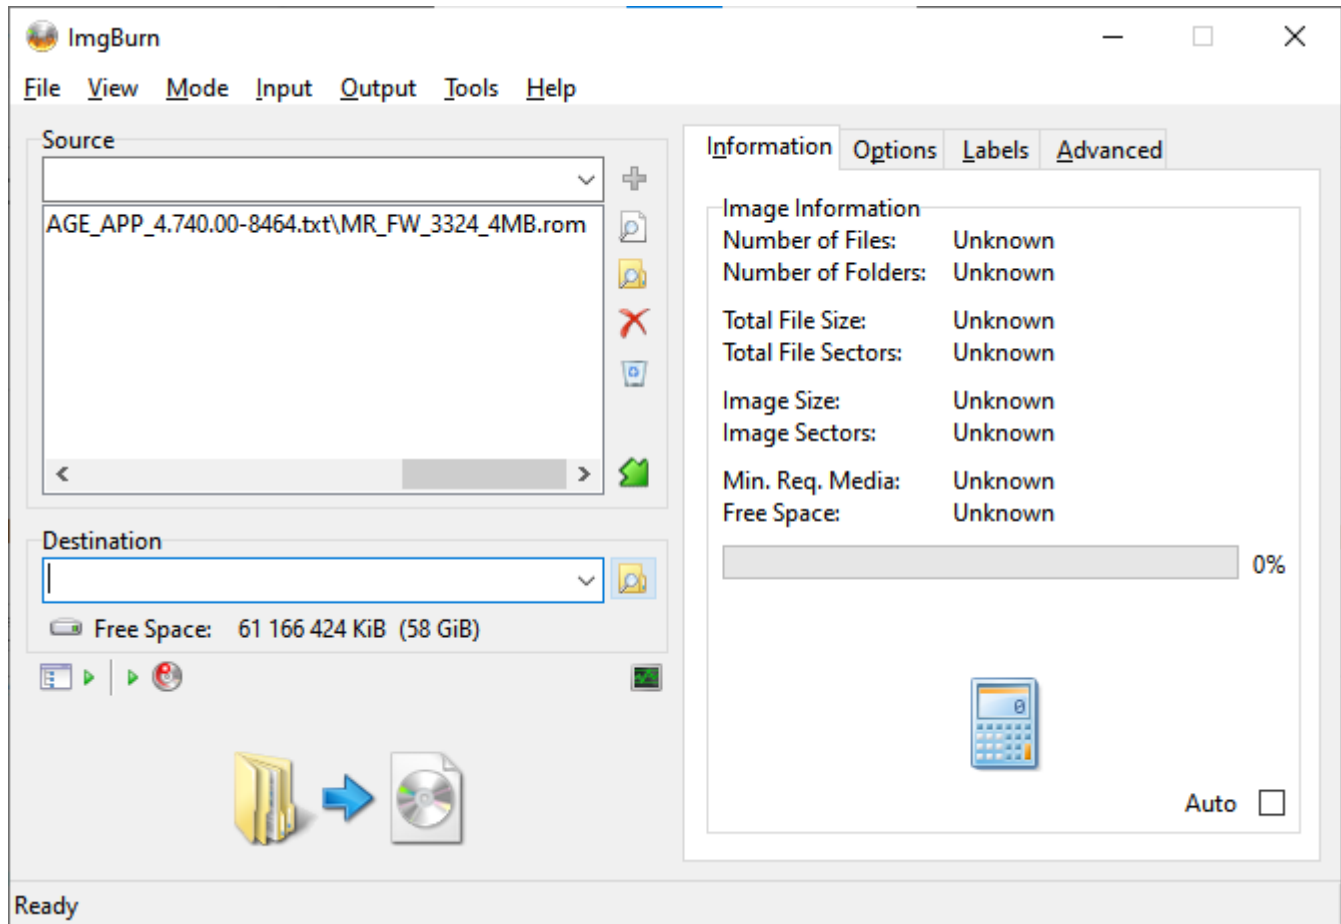 ImgBurn
File View Mode Input Output Tools Help
Source
AGE_APP_4.740.00-8464.txt\MR_FW_3324_4MB.rom
Destination
Free Space: 61 166 424 KiB (58 GiB)
Information Options Labels Advanced
Image Information
Number of Files: Unknown
Number of Folders: Unknown
Total File Size: Unknown
Total File Sectors: Unknown
Image Size: Unknown
Image Sectors: Unknown
Min. Req. Media: Unknown
Free Space: Unknown
0%
0
Auto
Ready